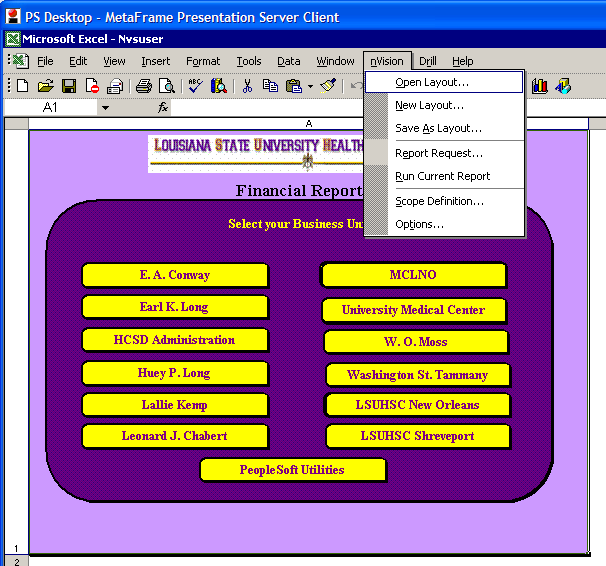 PS Desktop - MetaFrame Presentation Server Client
Microsoft Excel - Nvsuser
File Edit View Insert Format Tools Data Window nVision Drill Help
A1 fx
A
Open Layout...
New Layout...
Save As Layout...
Report Request...
Run Current Report
Scope Definition...
Options...
LOUISIANA STATE UNIVERSITY HEALTH
Financial Report
Select your Business Un
E. A. Conway MCLNO
Earl K. Long University Medical Center
HCSD Administration W. O. Moss
Huey P. Long Washington St. Tammany
Lallie Kemp LSUHSC New Orleans
Leonard J. Chabert LSUHSC Shreveport
PeopleSoft Utilities
1
2